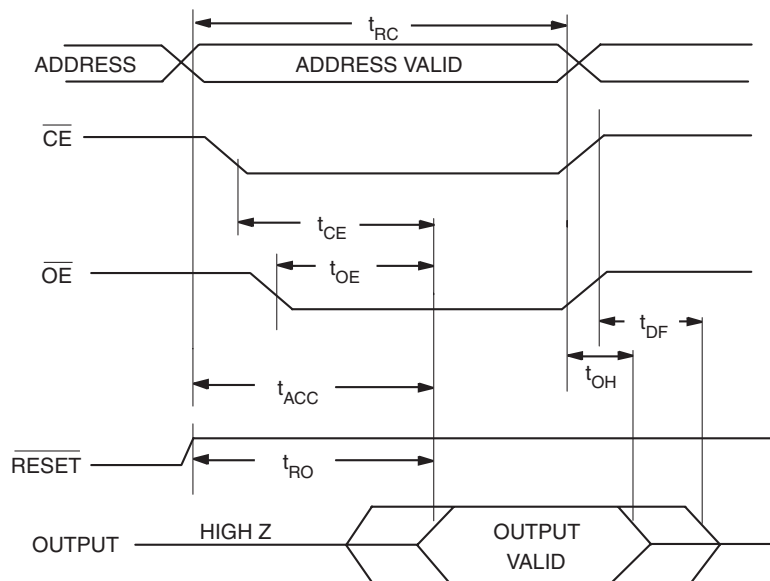 tRC
ADDRESS
ADDRESS VALID
CE
tCE
OE
tOE
tDF
tOH
tACC
RESET
tRO
OUTPUT
HIGH Z
OUTPUT
VALID